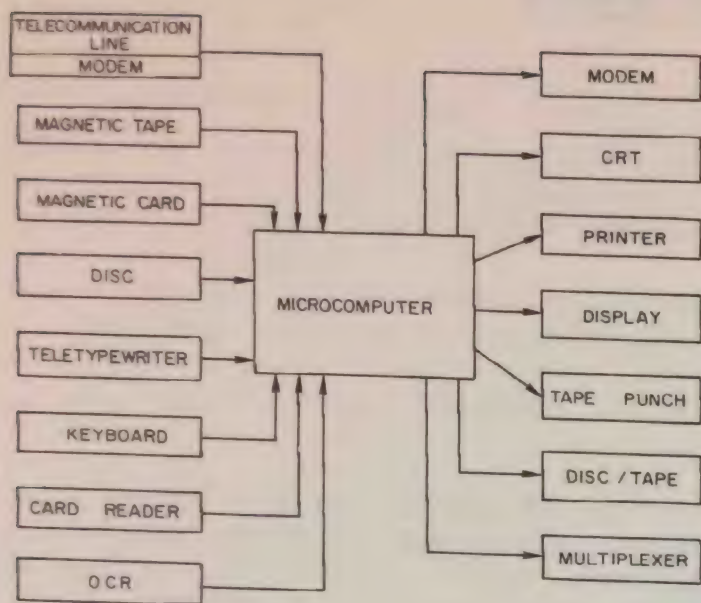 TELECOMMUNICATION
LINE
MODEM
MAGNETIC TAPE
MAGNETIC CARD
DISC
TELETYPEWRITER
KEYBOARD
CARD READER
OCR
MICROCOMPUTER
MODEM
CRT
PRINTER
DISPLAY
TAPE PUNCH
DISC / TAPE
MULTIPLEXER